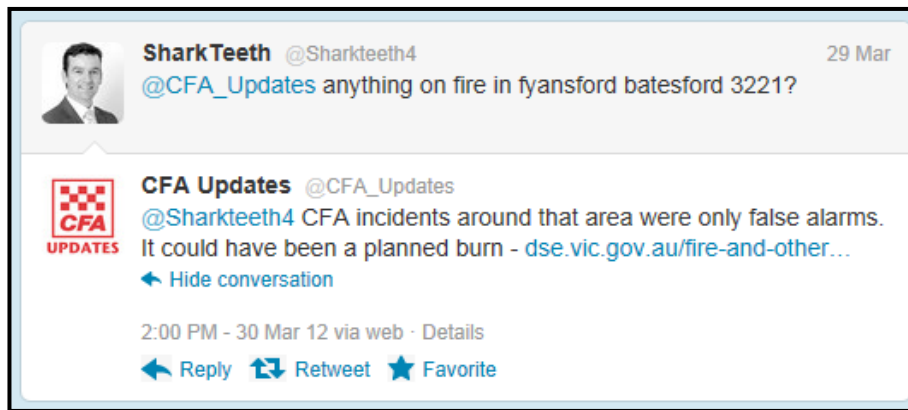 SharkTeeth @Sharkteeth4 29 Mar
@CFA_Updates anything on fire in fyansford batesford 3221?
CFA Updates @CFA_Updates
CFA
UPDATES
@Sharkteeth4 CFA incidents around that area were only false alarms.
It could have been a planned burn - dse.vic.gov.au/fire-and-other...
Hide conversation
2:00 PM - 30 Mar 12 via web · Details
Reply Retweet Favorite